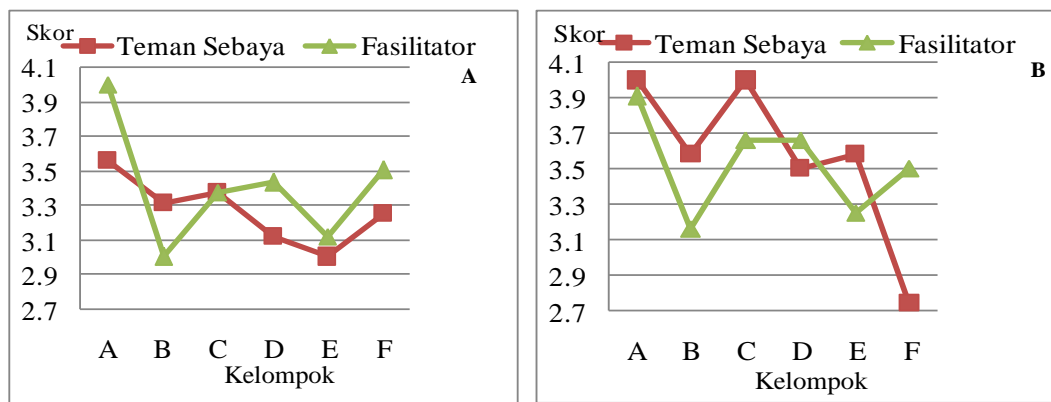 Skor
Teman Sebaya Fasilitator
A
4.1
3.9
3.7
3.5
3.3
3.1
2.9
2.7
A B C D E F
Kelompok
Skor
Teman Sebaya Fasilitator
B
4.1
3.9
3.7
3.5
3.3
3.1
2.9
2.7
A B C D E F
Kelompok